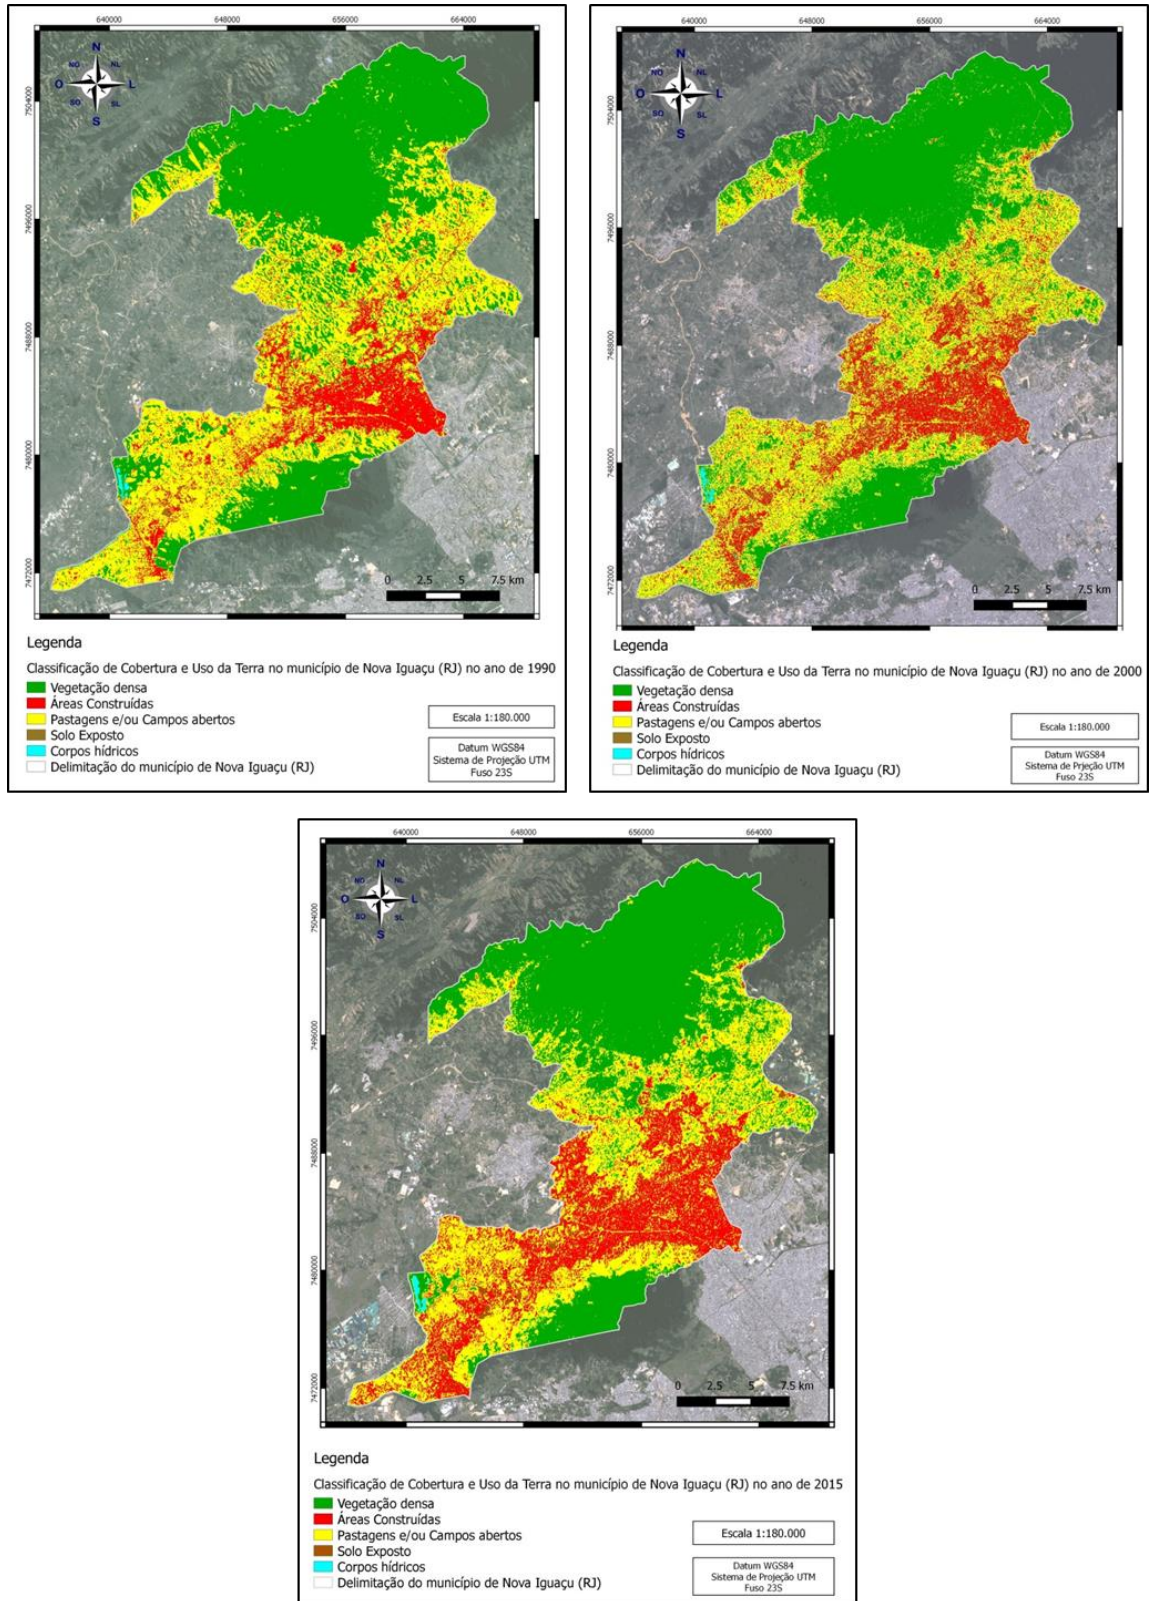 640000 648000 656000 664000
N
NO NL
O L
SO SL
S
7504000
7496000
7488000
7480000
7472000
0 2.5 5 7.5 km
Legenda
Classificação de Cobertura e Uso da Terra no município de Nova Iguaçu (RJ) no ano de 1990
Vegetação densa
Áreas Construídas
Pastagens e/ou Campos abertos
Solo Exposto
Corpos hídricos
Delimitação do município de Nova Iguaçu (RJ)
Escala 1:180.000
Datum WGS84
Sistema de Projeção UTM
Fuso 23S
640000 648000 656000 664000
N
NO NL
O L
SO SL
S
7504000
7496000
7488000
7480000
7472000
0 2.5 5 7.5 km
Legenda
Classificação de Cobertura e Uso da Terra no município de Nova Iguaçu (RJ) no ano de 2000
Vegetação densa
Áreas Construídas
Pastagens e/ou Campos abertos
Solo Exposto
Corpos hídricos
Delimitação do município de Nova Iguaçu (RJ)
Escala 1:180.000
Datum WGS84
Sistema de Prjeção UTM
Fuso 23S
640000 648000 656000 664000
N
NO NL
O L
SO SL
S
7504000
7496000
7488000
7480000
7472000
0 2.5 5 7.5 km
Legenda
Classificação de Cobertura e Uso da Terra no município de Nova Iguaçu (RJ) no ano de 2015
Vegetação densa
Áreas Construídas
Pastagens e/ou Campos abertos
Solo Exposto
Corpos hídricos
Delimitação do município de Nova Iguaçu (RJ)
Escala 1:180.000
Datum WGS84
Sistema de Projeção UTM
Fuso 23S